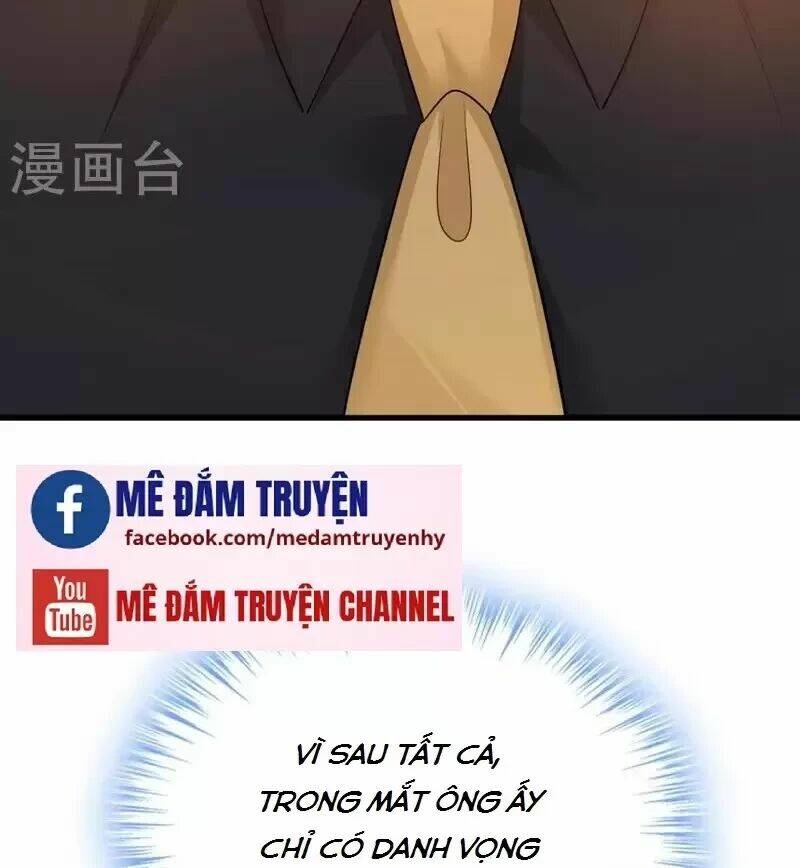 漫画台
MÊ ĐẮM TRUYỆN
facebook.com/medamtruyenhy
You
Tube
MÊ ĐẮM TRUYỆN CHANNEL
VÌ SAU TẤT CẢ,
TRONG MẮT ÔNG ẤY
CHỈ CÓ DANH VỌNG